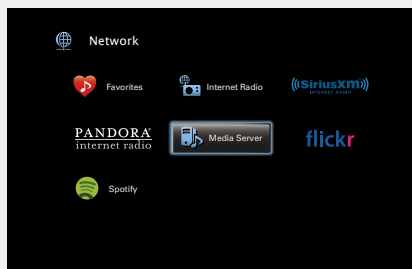 Network
Favorites
Internet Radio
((SiriusXM))
INTERNET RADIO
PANDORA®
internet radio
Media Server
flickr
Spotify